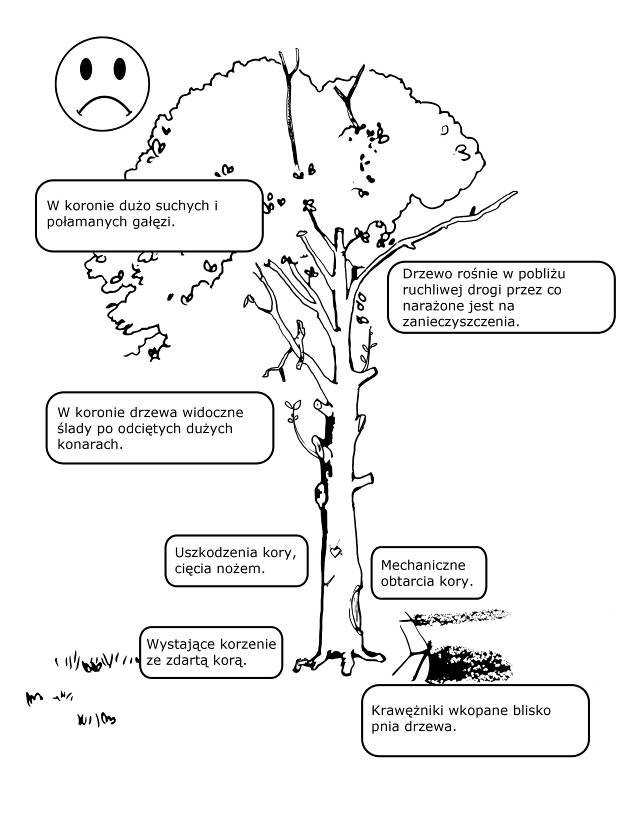 W koronie dużo suchych i
połamanych gałęzi.
Drzewo rośnie w pobliżu
ruchliwej drogi przez co
narażone jest na
zanieczyszczenia.
W koronie drzewa widoczne
ślady po odciętych dużych
konarach.
Uszkodzenia kory,
cięcia nożem.
Mechaniczne
obtarcia kory.
Wystające korzenie
ze zdartą korą.
Krawężniki wkopane blisko
pnia drzewa.